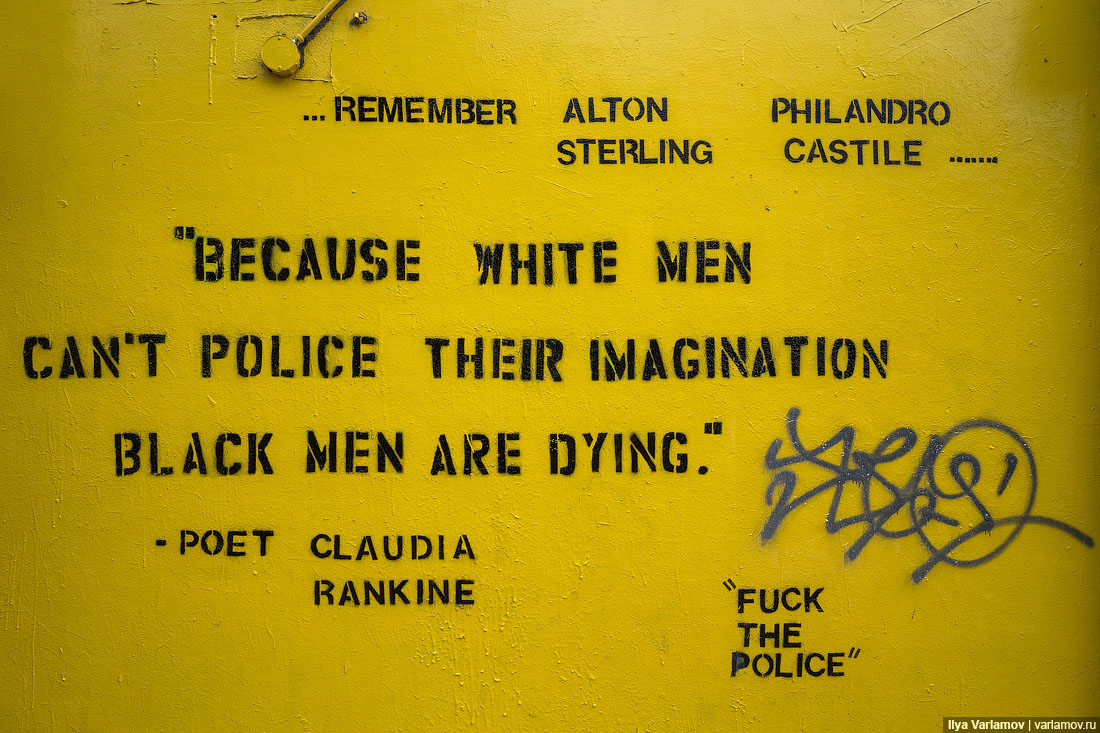 ...REMEMBER ALTON PHILANDRO
STERLING CASTILE .......
"BECAUSE WHITE MEN
CAN'T POLICE THEIR IMAGINATION
BLACK MEN ARE DYING."
- POET CLAUDIA
RANKINE
"FUCK
THE
POLICE"
Ilya Varlamov | varlamov.ru